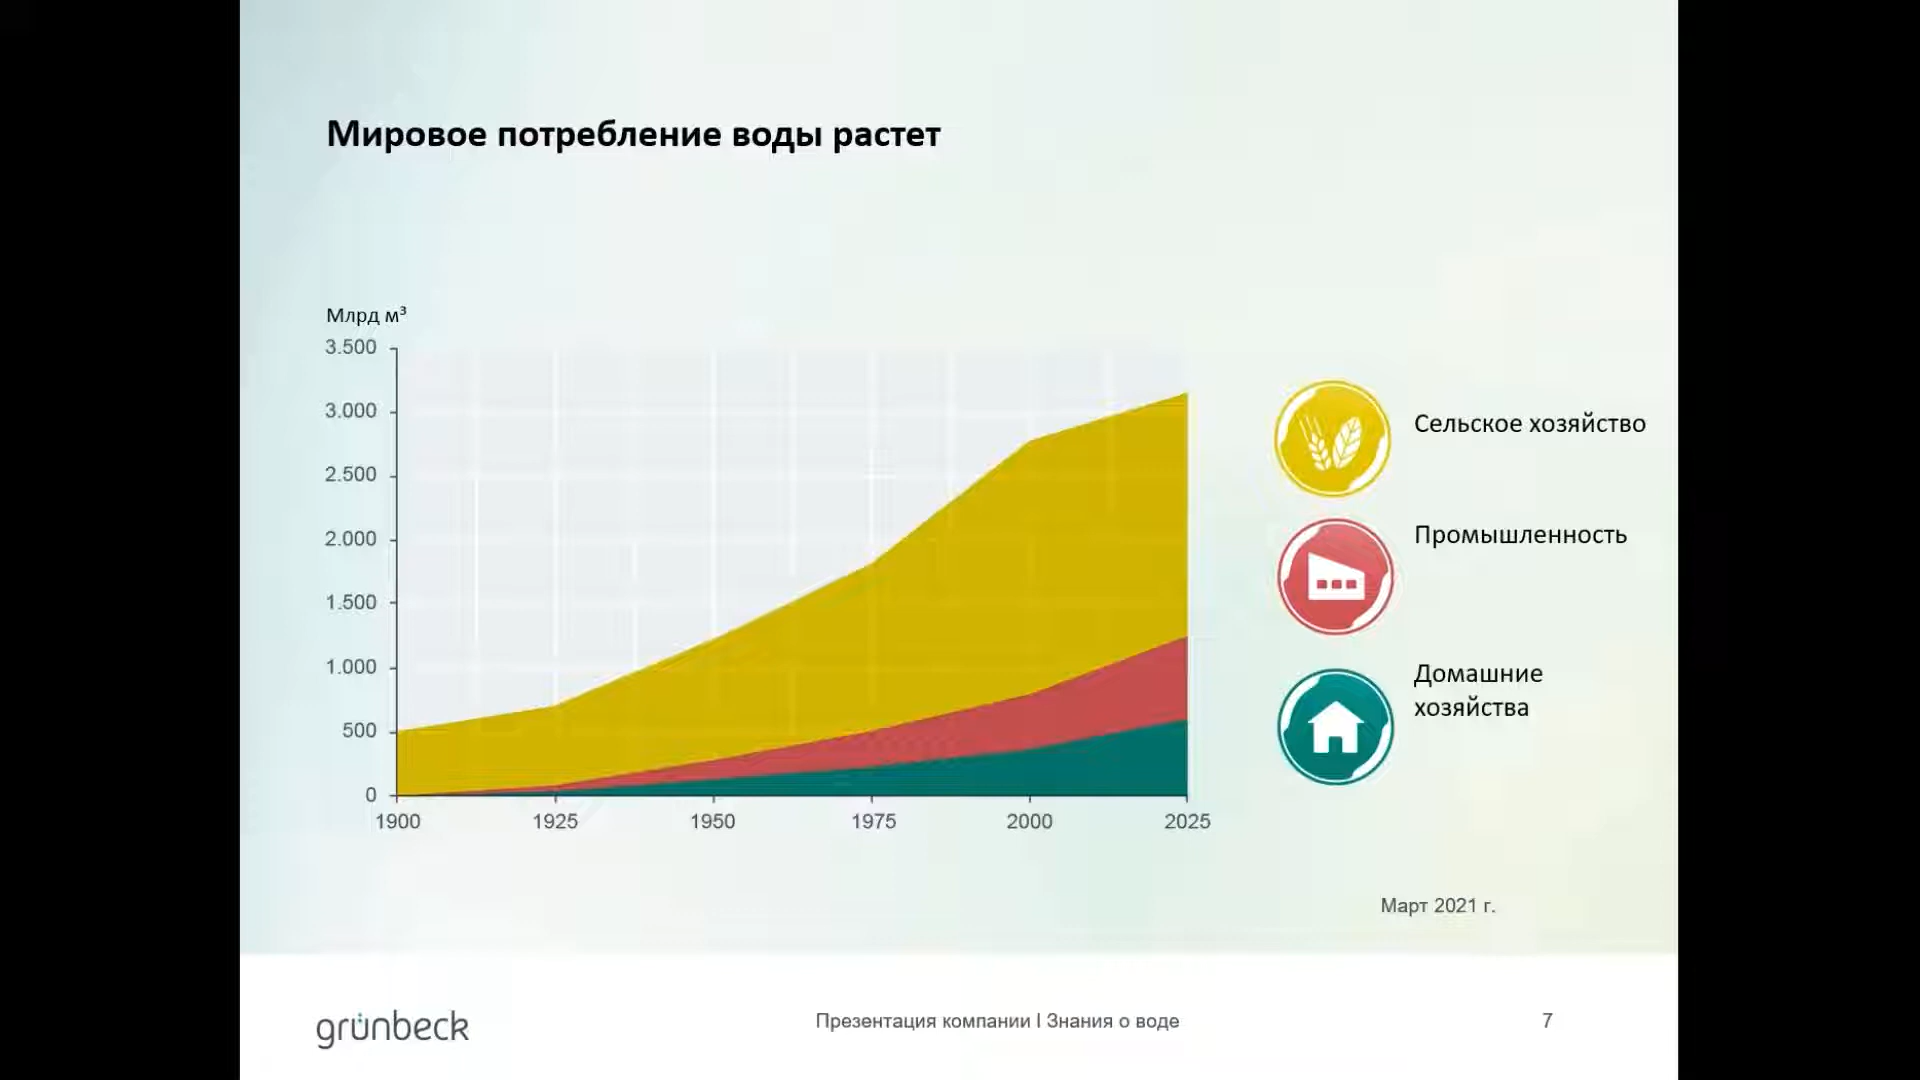 Мировое потребление воды растет
Млрд м³
3.500
3.000
2.500
2.000
1.500
1.000
500
0
1900 1925 1950 1975 2000 2025
Сельское хозяйство
Промышленность
Домашние
хозяйства
Март 2021 г.
grünbeck
Презентация компании I Знания о воде
7